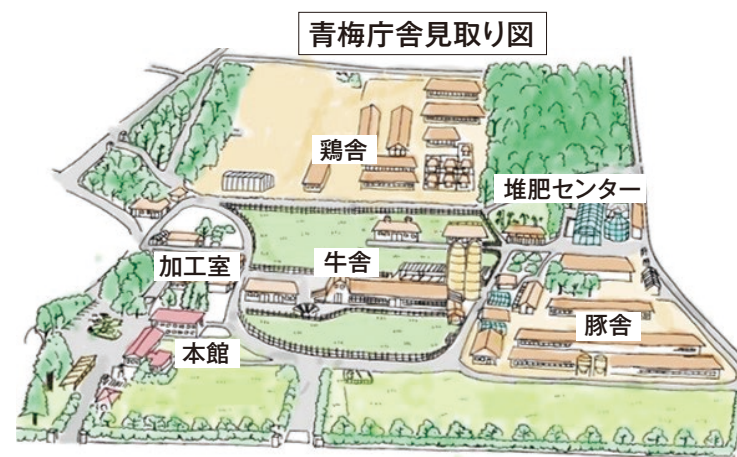 青梅庁舎見取り図
鶏舎
堆肥センター
加工室
牛舎
豚舎
本館